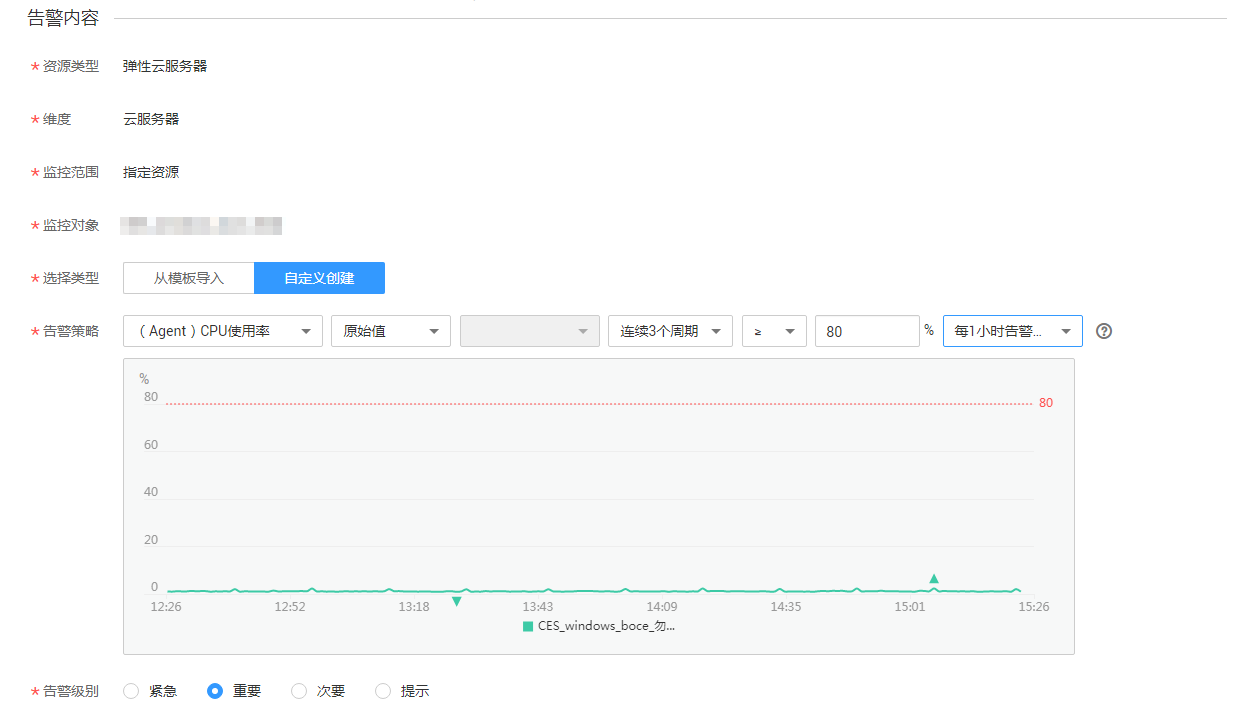 告警内容
* 资源类型 弹性云服务器
* 维度 云服务器
* 监控范围 指定资源
* 监控对象
* 选择类型 从模板导入 自定义创建
* 告警策略 （Agent）CPU使用率 原始值 连续3个周期 ≥ 80 % 每1小时告警... ?
%
80 80
60
40
20
0
12:26 12:52 13:18 13:43 14:09 14:35 15:01 15:26
CES_windows_boce_勿...
* 告警级别 紧急 重要 次要 提示